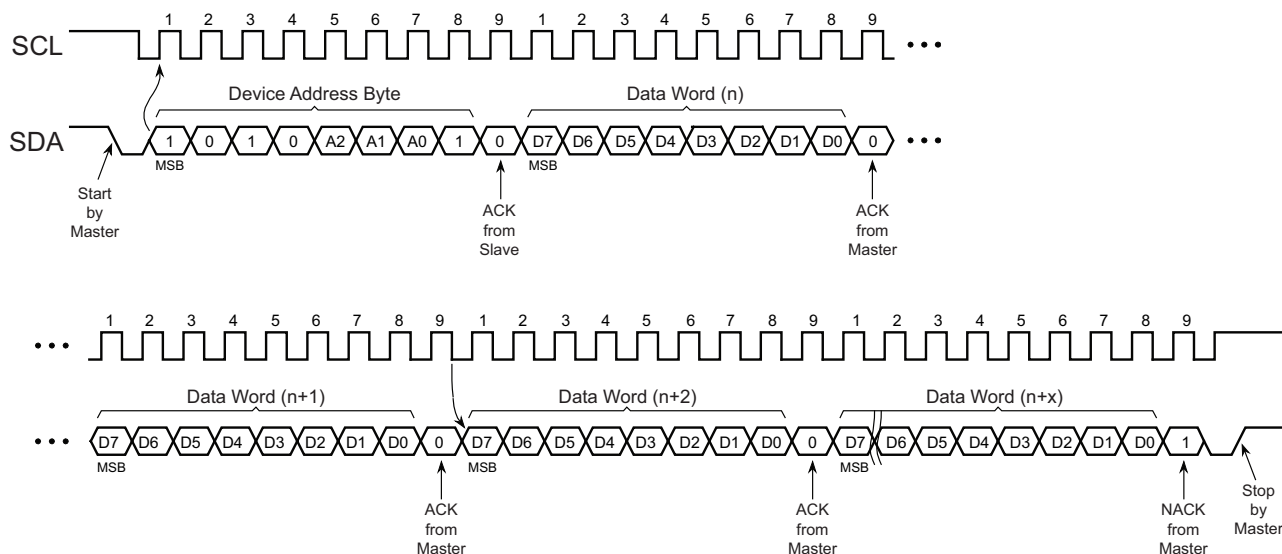 1 2 3 4 5 6 7 8 9 1 2 3 4 5 6 7 8 9
SCL • • •
Device Address Byte Data Word (n)
SDA 1 0 1 0 A2 A1 A0 1 0 D7 D6 D5 D4 D3 D2 D1 D0 0 • • •
MSB MSB
Start
by
Master
ACK
from
Slave
ACK
from
Master
1 2 3 4 5 6 7 8 9 1 2 3 4 5 6 7 8 9 1 2 3 4 5 6 7 8 9
• • •
Data Word (n+1) Data Word (n+2) Data Word (n+x)
• • • D7 D6 D5 D4 D3 D2 D1 D0 0 D7 D6 D5 D4 D3 D2 D1 D0 0 D7 D6 D5 D4 D3 D2 D1 D0 1
MSB MSB MSB
ACK
from
Master
ACK
from
Master
NACK
from
Master
Stop
by
Master